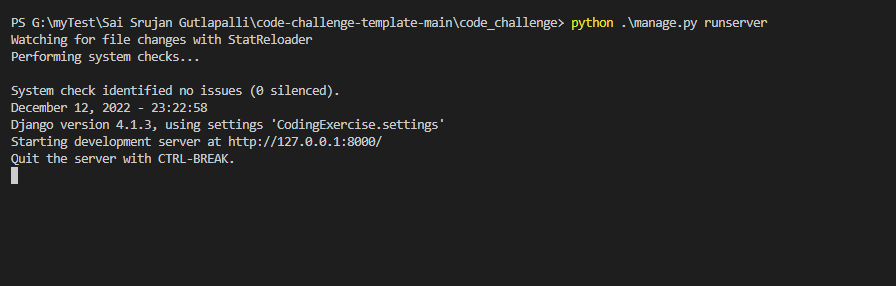 PS G:\myTest\Sai Srujan Gutlapalli\code-challenge-template-main\code_challenge> python .\manage.py runserver
Watching for file changes with StatReloader
Performing system checks...
System check identified no issues (0 silenced).
December 12, 2022 - 23:22:58
Django version 4.1.3, using settings 'CodingExercise.settings'
Starting development server at http://127.0.0.1:8000/
Quit the server with CTRL-BREAK.